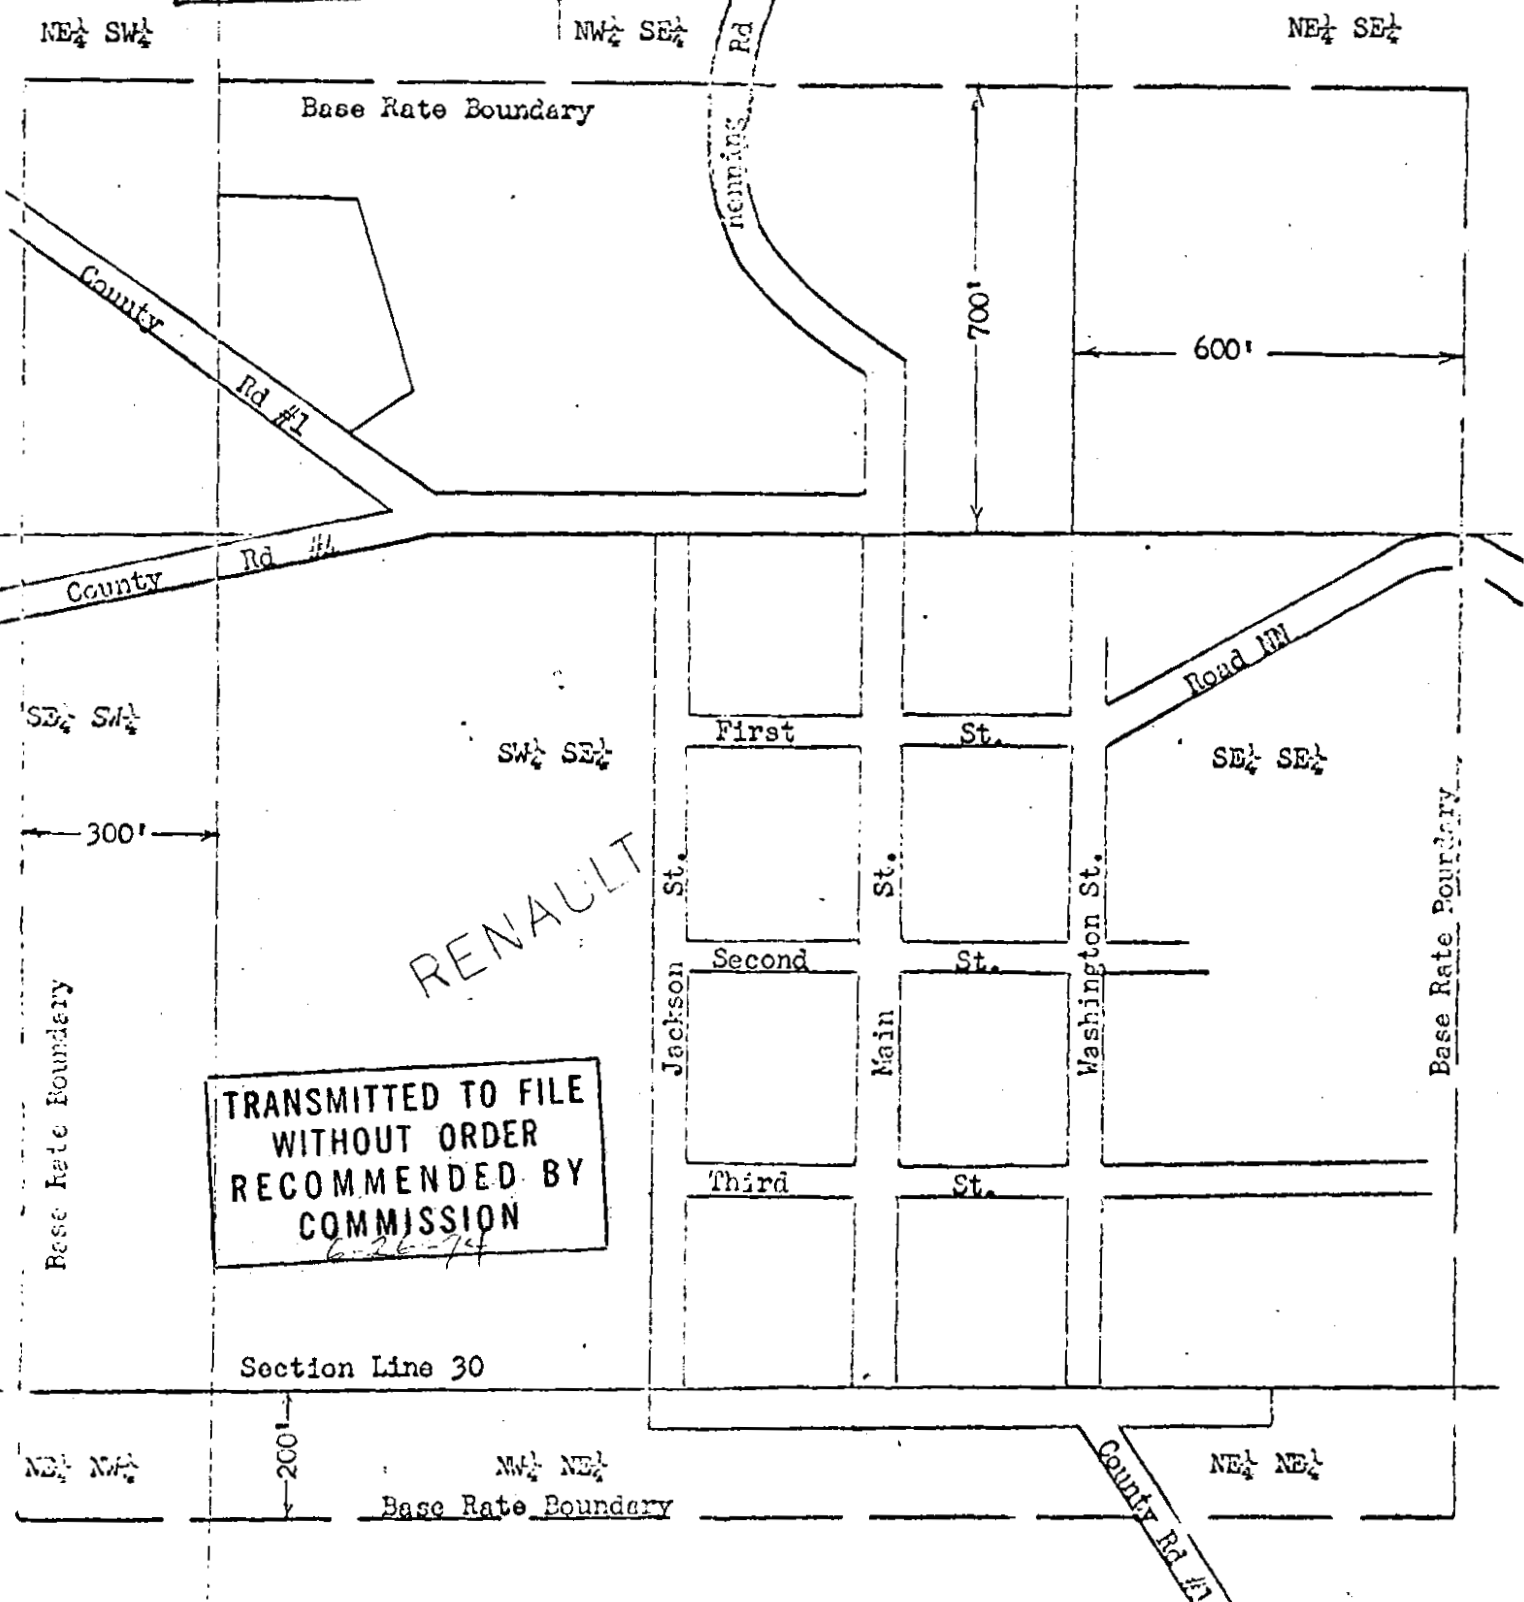 NE¼ SW¼
NW¼ SE¼
NE¼ SE¼
Rd
Base Rate Boundary
County
Rd #1
700'
600'
County Rd
Road NN
SE¼ SW¼
SW¼ SE¼
SE¼ SE¼
First St.
300'
RENAULT
Jackson St.
Main St.
Washington St.
Second St.
Base Rate Boundary
Base Rate Boundary
TRANSMITTED TO FILE
WITHOUT ORDER
RECOMMENDED BY
COMMISSION
6-26-74
Third St.
Section Line 30
200'
NE¼ NW¼
NW¼ NE¼
NE¼ NE¼
Base Rate Boundary
County Rd #1